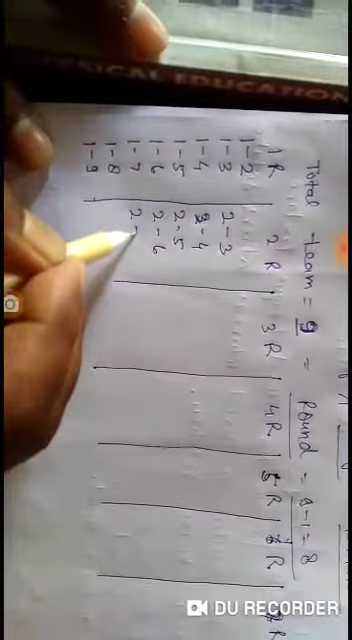 PHYSICAL EDUCATION
Total team = 9 = Round = 9-1 = 8
1R 2R 3R 4R 5R 6R 7R
1-2
1-3 2-3
1-4 2-4
1-5 2-5
1-6 2-6
1-7 2-
1-8
1-9
DU RECORDER